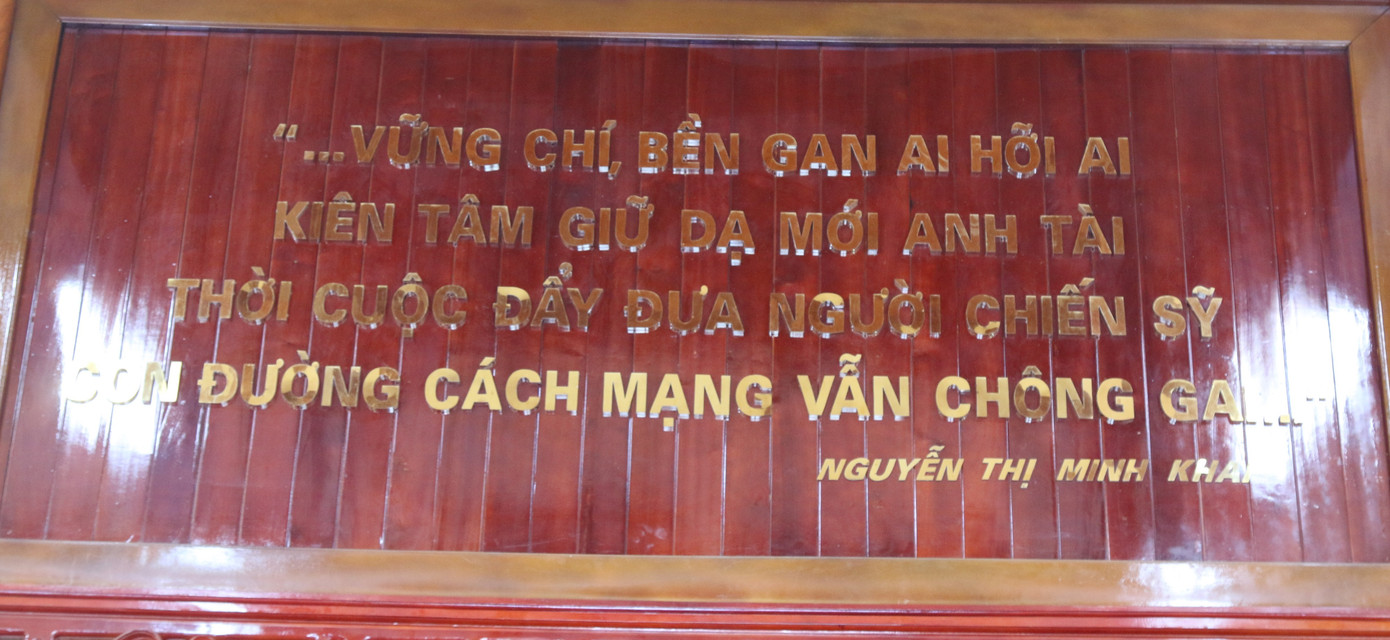 “...VỮNG CHÍ, BỀN GAN AI HỠI AI
KIÊN TÂM GIỮ DẠ MỚI ANH TÀI
THỜI CUỘC ĐẨY ĐƯA NGƯỜI CHIẾN SỸ
CON ĐƯỜNG CÁCH MẠNG VẪN CHÔNG GAI...”
NGUYỄN THỊ MINH KHAI